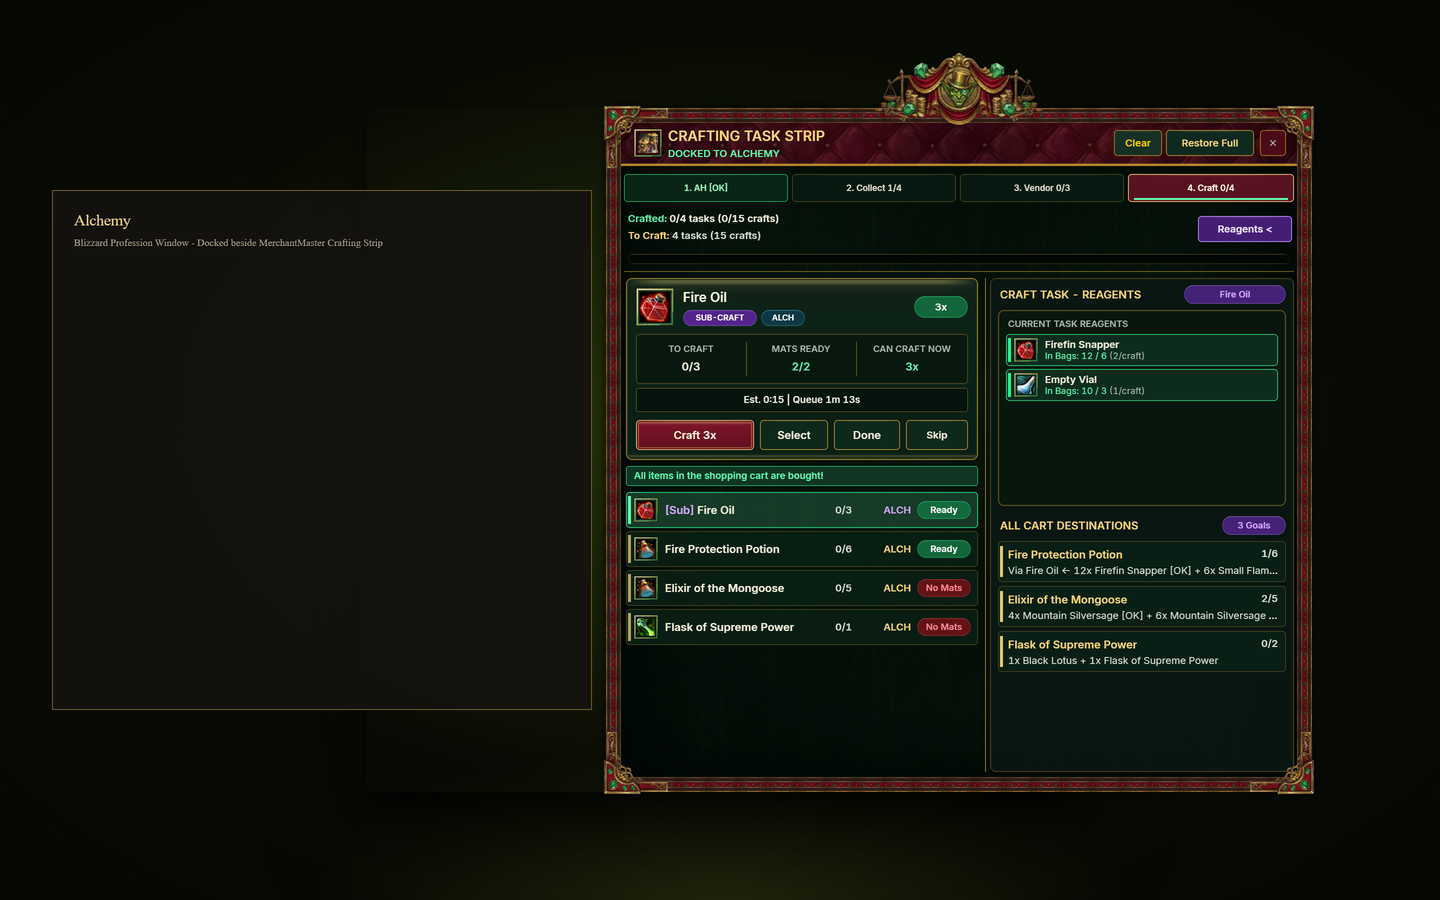 CRAFTING TASK STRIP
DOCKED TO ALCHEMY
Clear
Restore Full
×
1. AH [OK]
2. Collect 1/4
3. Vendor 0/3
4. Craft 0/4
Alchemy
Blizzard Profession Window - Docked beside MerchantMaster Crafting Strip
Crafted: 0/4 tasks (0/15 crafts)
To Craft: 4 tasks (15 crafts)
Reagents <
Fire Oil
SUB-CRAFT
ALCH
3x
TO CRAFT
MATS READY
CAN CRAFT NOW
0/3
2/2
3x
Est. 0:15 | Queue 1m 13s
Craft 3x
Select
Done
Skip
All items in the shopping cart are bought!
[Sub] Fire Oil 0/3 ALCH Ready
Fire Protection Potion 0/6 ALCH Ready
Elixir of the Mongoose 0/5 ALCH No Mats
Flask of Supreme Power 0/1 ALCH No Mats
CRAFT TASK - REAGENTS
Fire Oil
CURRENT TASK REAGENTS
Firefin Snapper
In Bags: 12 / 6 (2/craft)
Empty Vial
In Bags: 10 / 3 (1/craft)
ALL CART DESTINATIONS
3 Goals
Fire Protection Potion 1/6
Via Fire Oil ← 12x Firefin Snapper [OK] + 6x Small Flam...
Elixir of the Mongoose 2/5
4x Mountain Silversage [OK] + 6x Mountain Silversage ...
Flask of Supreme Power 0/2
1x Black Lotus + 1x Flask of Supreme Power